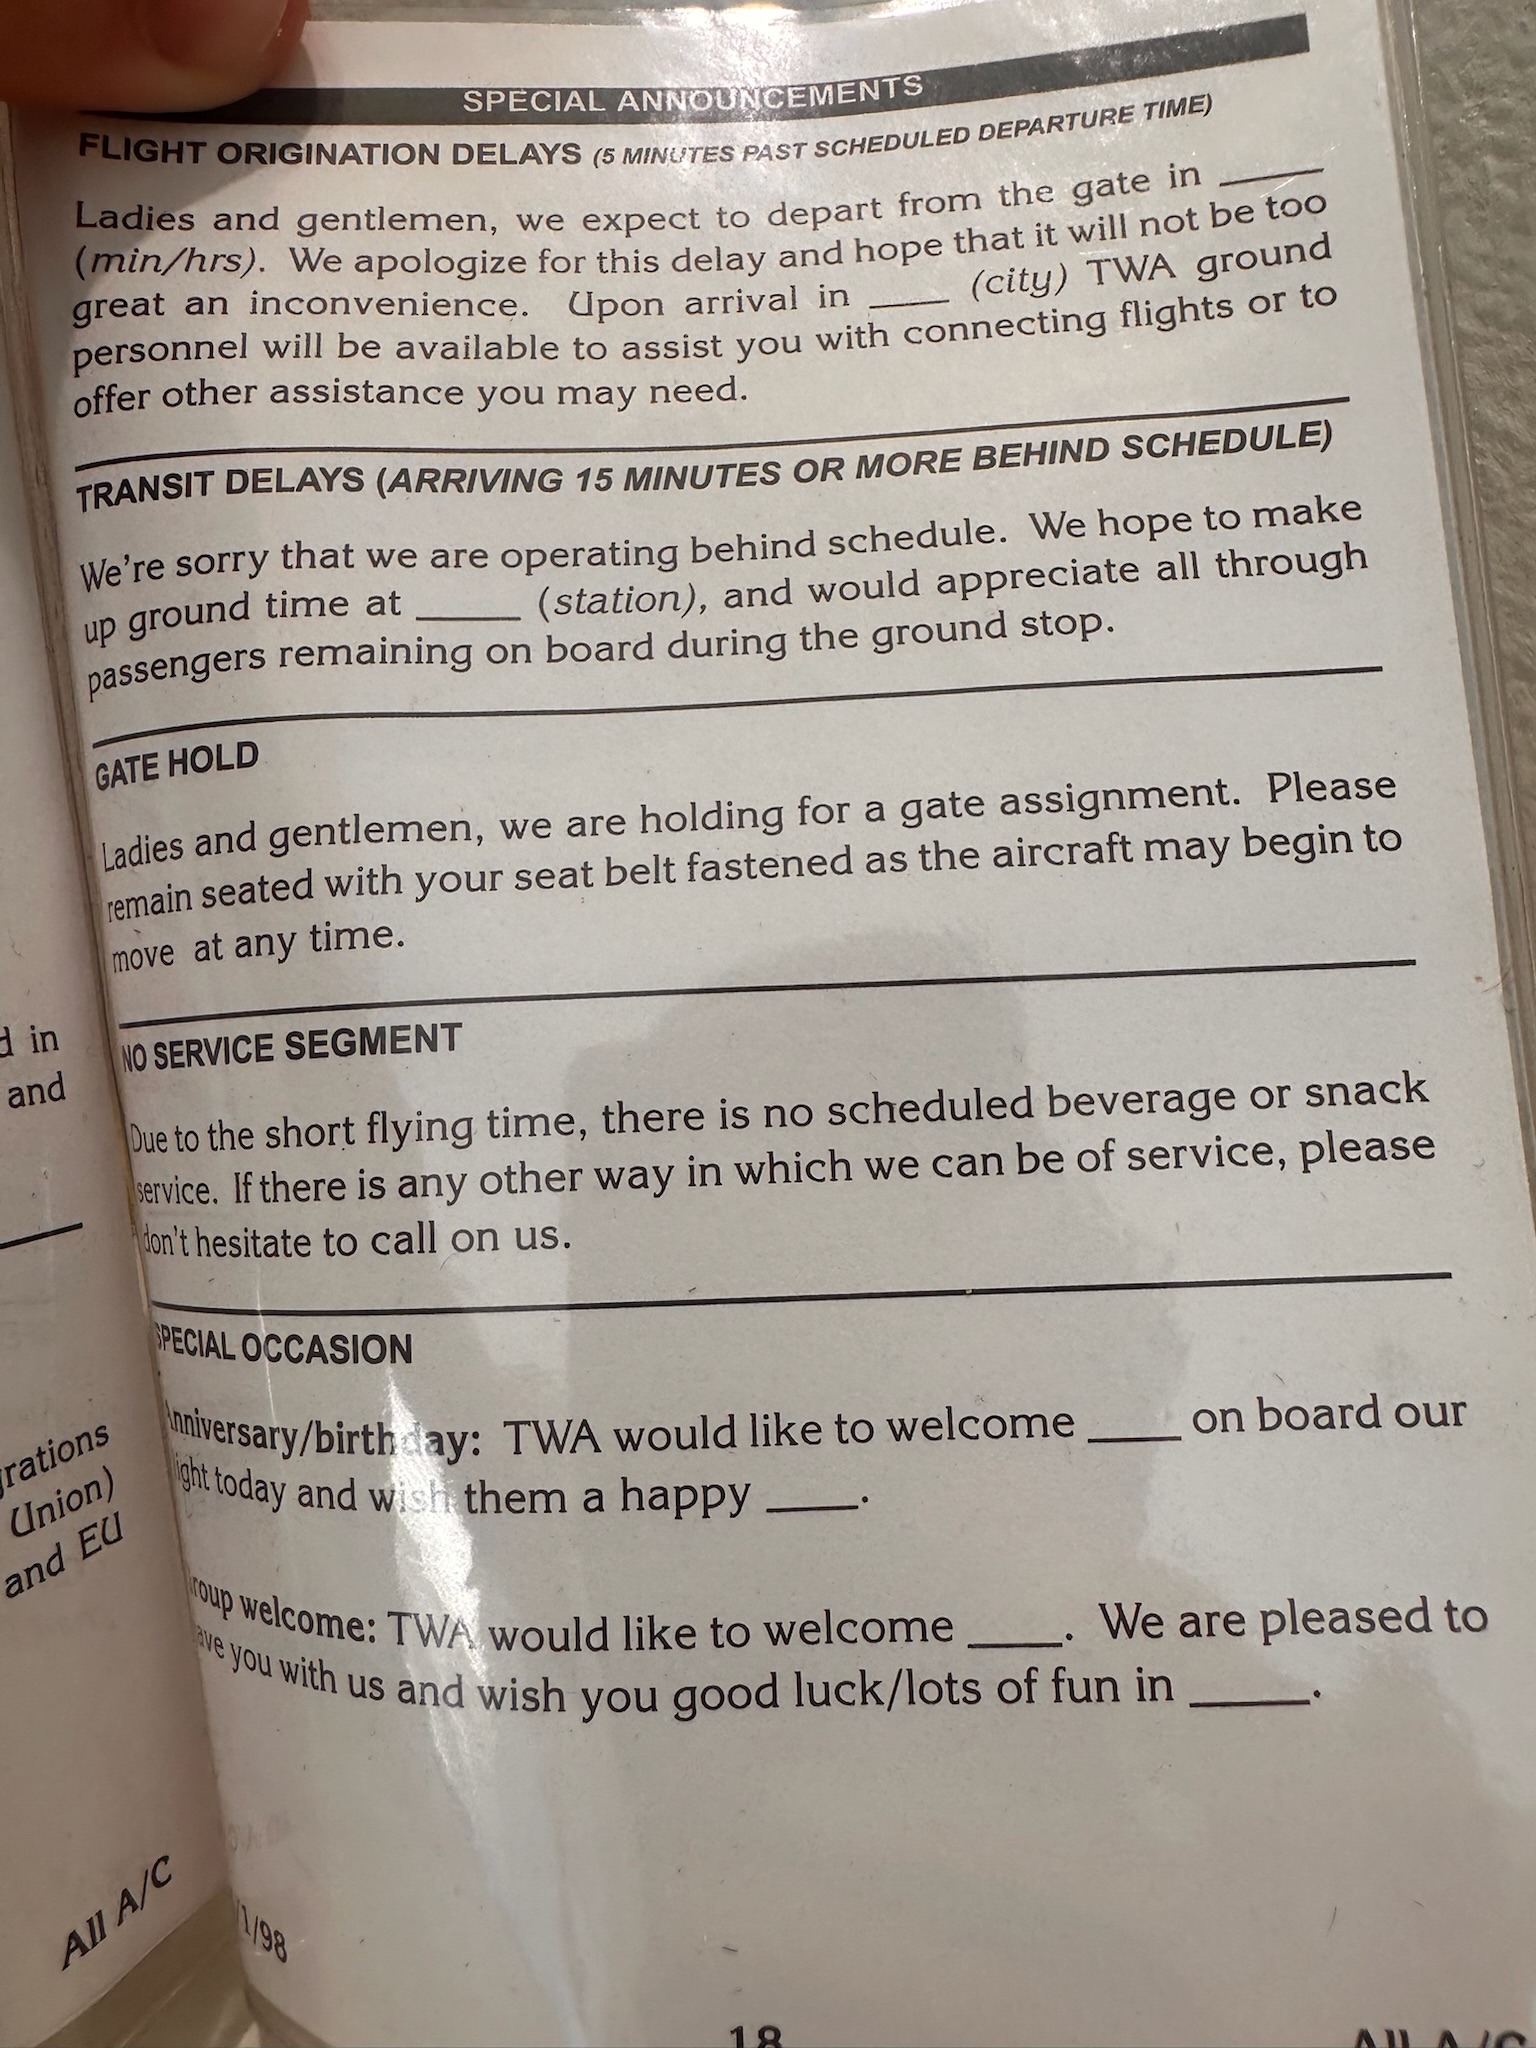 SPECIAL ANNOUNCEMENTS
FLIGHT ORIGINATION DELAYS (5 MINUTES PAST SCHEDULED DEPARTURE TIME)
Ladies and gentlemen, we expect to depart from the gate in _____
(min/hrs). We apologize for this delay and hope that it will not be too
great an inconvenience. Upon arrival in ____ (city) TWA ground
personnel will be available to assist you with connecting flights or to
offer other assistance you may need.
TRANSIT DELAYS (ARRIVING 15 MINUTES OR MORE BEHIND SCHEDULE)
We're sorry that we are operating behind schedule. We hope to make
up ground time at _____ (station), and would appreciate all through
passengers remaining on board during the ground stop.
GATE HOLD
Ladies and gentlemen, we are holding for a gate assignment. Please
remain seated with your seat belt fastened as the aircraft may begin to
move at any time.
NO SERVICE SEGMENT
Due to the short flying time, there is no scheduled beverage or snack
service. If there is any other way in which we can be of service, please
don't hesitate to call on us.
SPECIAL OCCASION
Anniversary/birthday: TWA would like to welcome ____ on board our
flight today and wish them a happy ____.
Group welcome: TWA would like to welcome ____. We are pleased to
have you with us and wish you good luck/lots of fun in _____.
/1/98
18
All A/C
d in
and
grations
Union)
and EU
All A/C